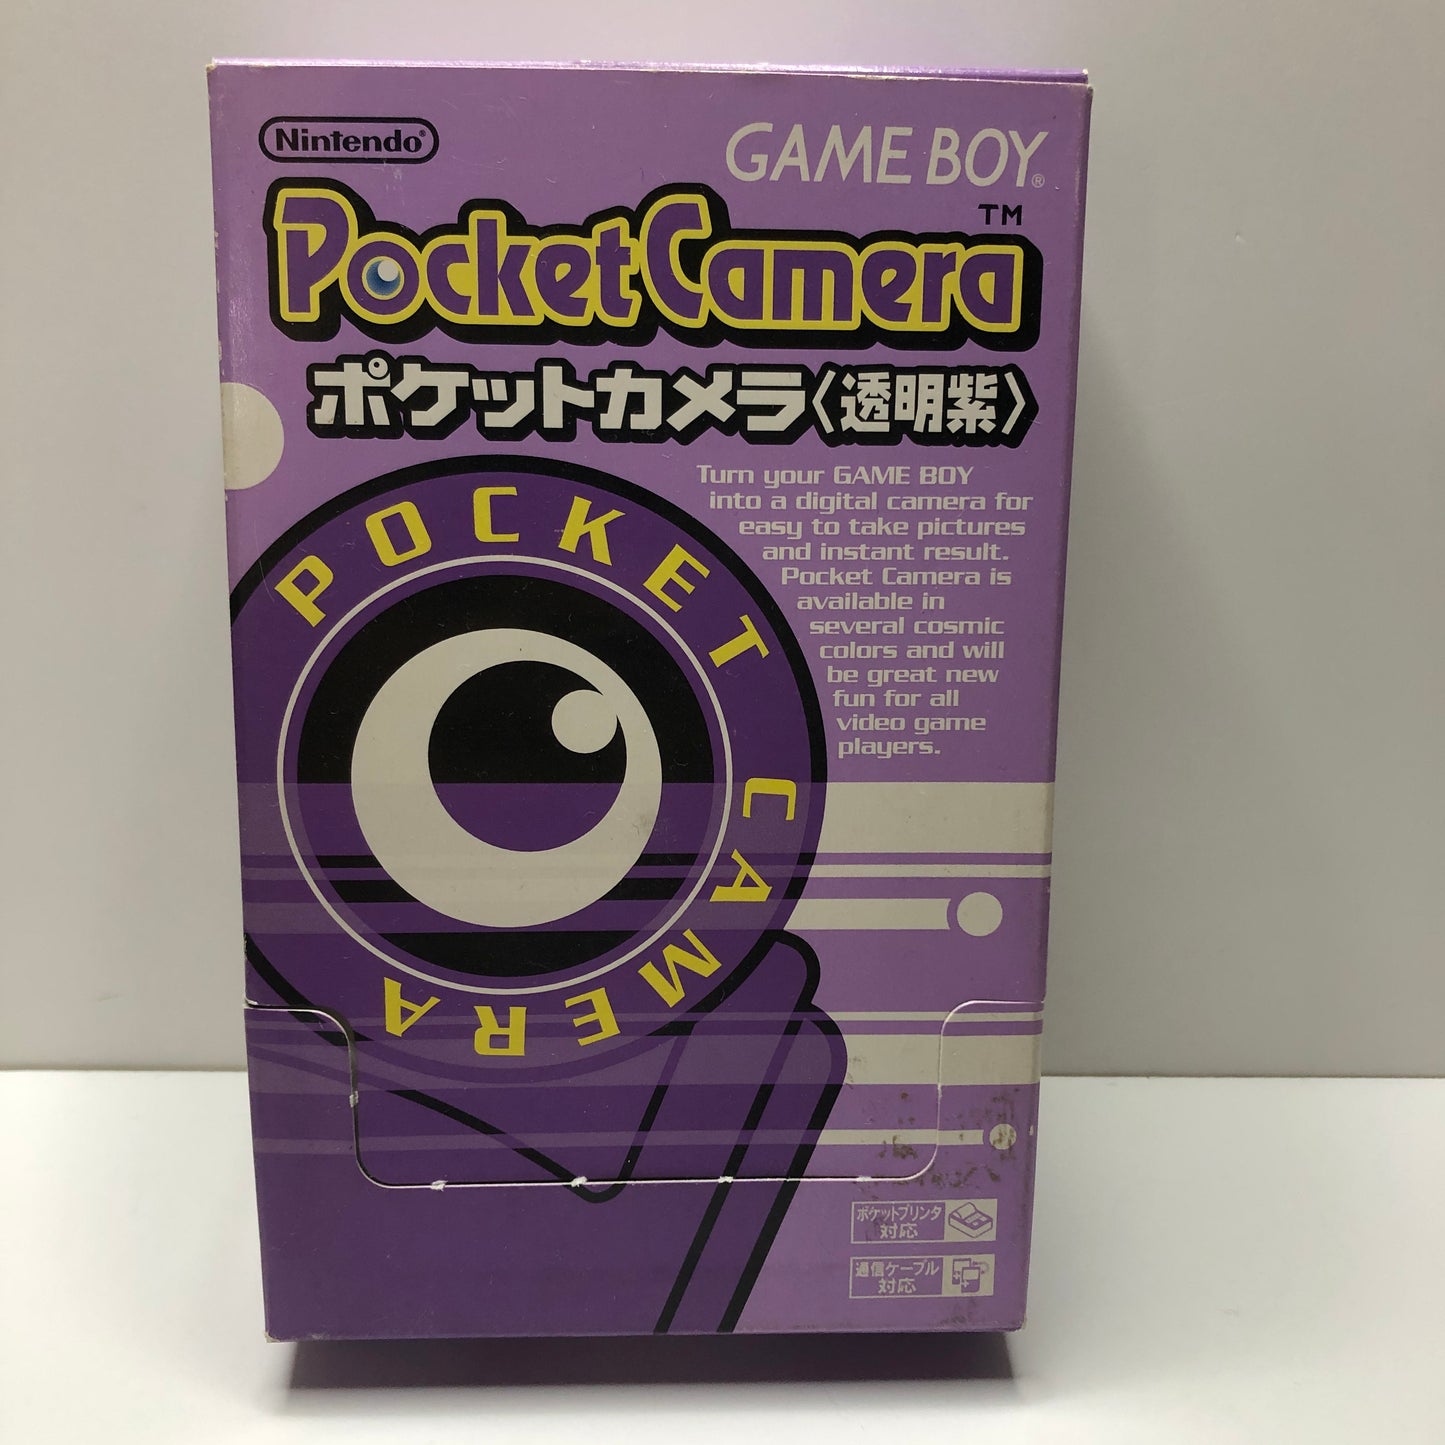 Nintendo®
GAME BOY®
Pocket Camera™
ポケットカメラ〈透明紫〉
Turn your GAME BOY
into a digital camera for
easy to take pictures
and instant result.
Pocket Camera is
available in
several cosmic
colors and will
be great new
fun for all
video game
players.
POCKET CAMERA
ポケットプリンタ
対応
通信ケーブル
対応